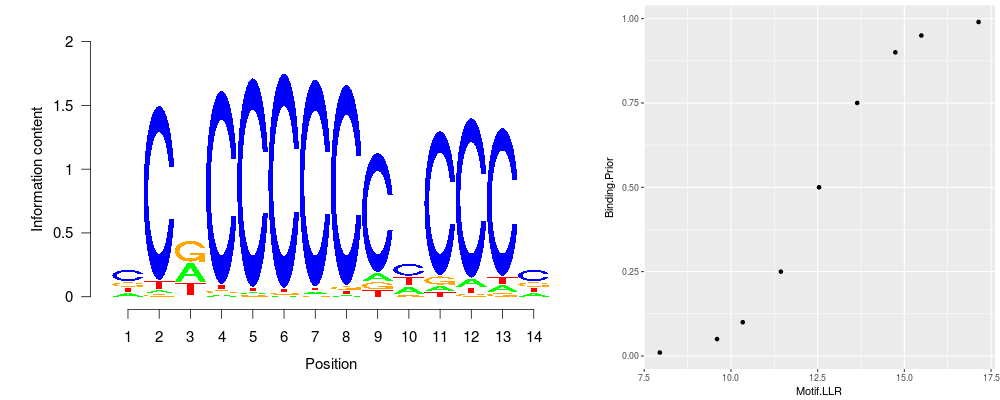 Information content
2
1.5
1
0.5
0
C G T A
C T A G
G A T
C T A G
C T G A
C T G A
C T A G
C G T A
C A G T
C T A G
C G A T
C A T G
C T A G
C G T A
1 2 3 4 5 6 7 8 9 10 11 12 13 14
Position
Binding.Prior
1.00
0.75
0.50
0.25
0.00
7.5 10.0 12.5 15.0 17.5
Motif.LLR